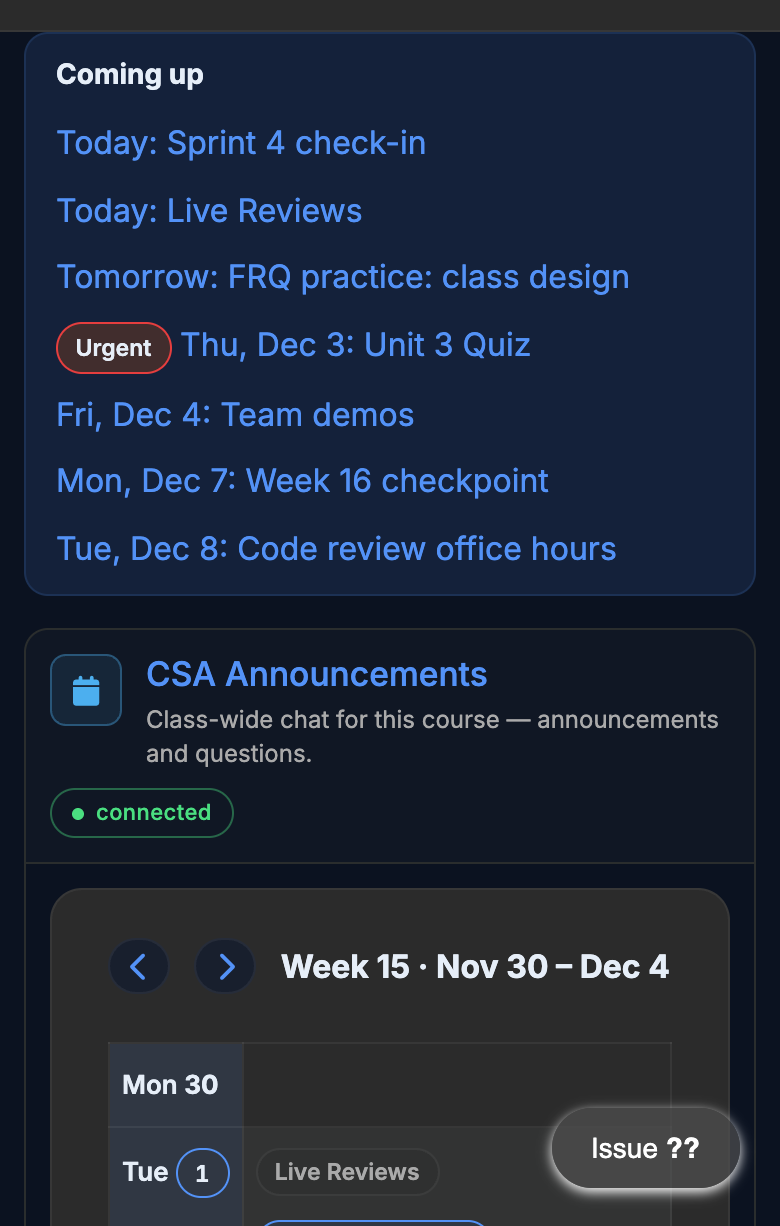 Coming up
Today: Sprint 4 check-in
Today: Live Reviews
Tomorrow: FRQ practice: class design
Urgent Thu, Dec 3: Unit 3 Quiz
Fri, Dec 4: Team demos
Mon, Dec 7: Week 16 checkpoint
Tue, Dec 8: Code review office hours
CSA Announcements
Class-wide chat for this course — announcements
and questions.
connected
Week 15 · Nov 30 – Dec 4
Mon 30
Tue 1
Live Reviews
Issue ??